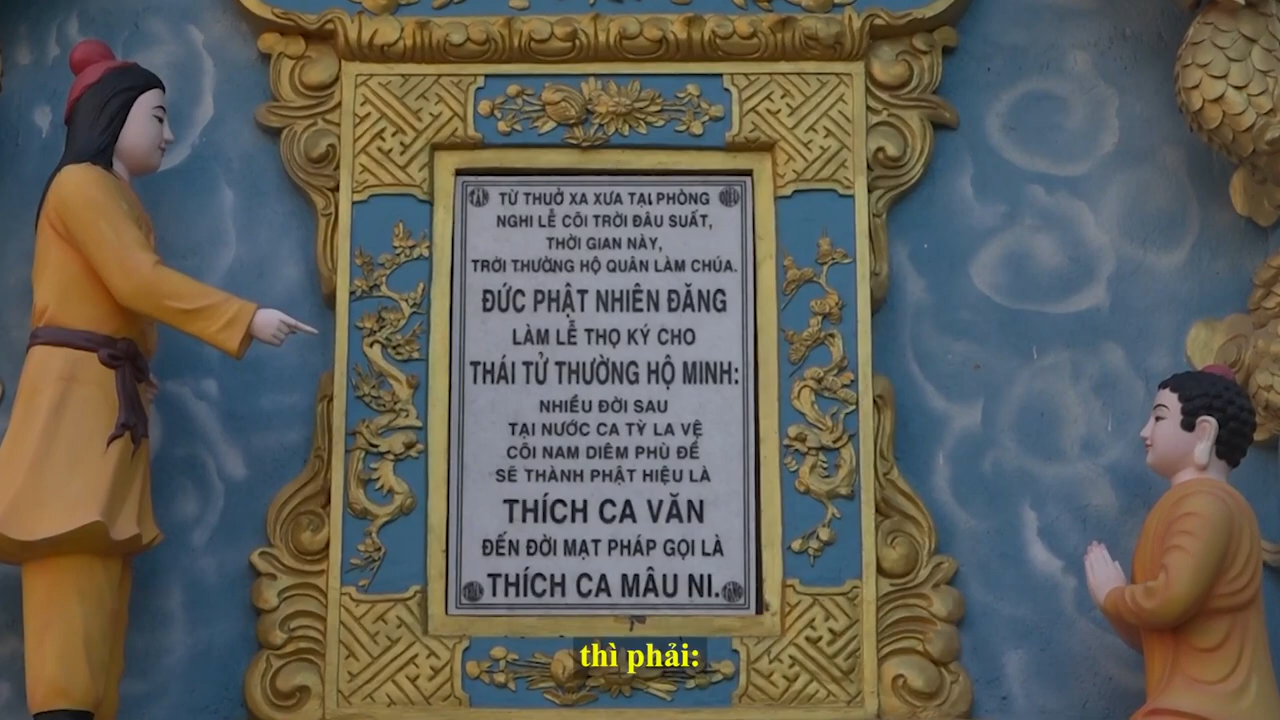 TỪ THUỞ XA XƯA TẠI PHÒNG
NGHI LỄ CÕI TRỜI ĐÂU SUẤT,
THỜI GIAN NÀY,
TRỜI THƯỜNG HỘ QUÂN LÀM CHÚA.
ĐỨC PHẬT NHIÊN ĐĂNG
LÀM LỄ THỌ KÝ CHO
THÁI TỬ THƯỜNG HỘ MINH:
NHIỀU ĐỜI SAU
TẠI NƯỚC CA TỲ LA VỆ
CÕI NAM DIÊM PHÙ ĐỀ
SẼ THÀNH PHẬT HIỆU LÀ
THÍCH CA VĂN
ĐẾN ĐỜI MẠT PHÁP GỌI LÀ
THÍCH CA MÂU NI.
thì phải: